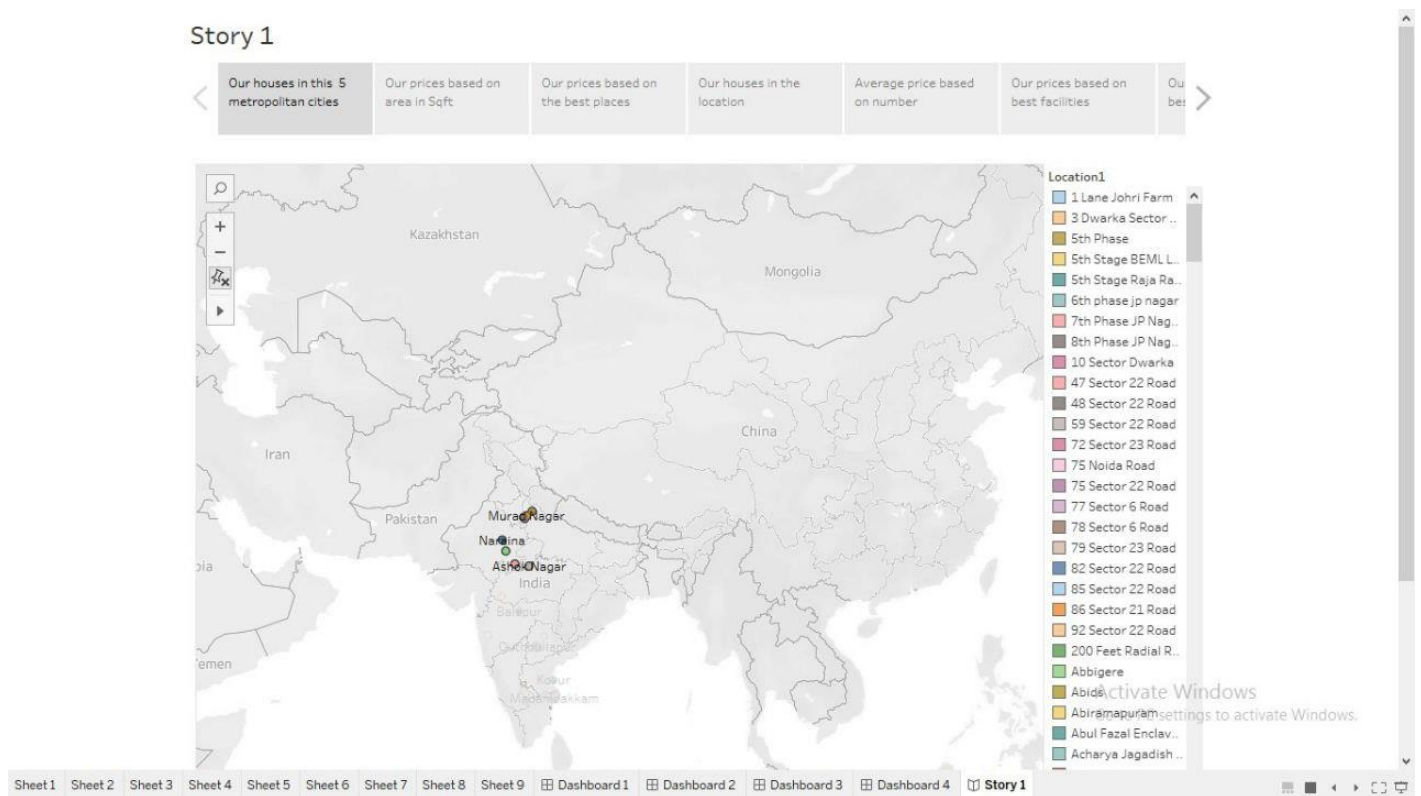 Story 1
Our houses in this 5
metropolitan cities
Our prices based on
area in Sqft
Our prices based on
the best places
Our houses in the
location
Average price based
on number
Our prices based on
best facilities
Ou
bes
Kazakhstan
Mongolia
China
Iran
Pakistan
Murad Nagar
Naraina
Ashok Nagar
India
Balapur
Kolur
emen
Location1
1 Lane Johri Farm
3 Dwarka Sector ..
5th Phase
5th Stage BEML L..
5th Stage Raja Ra..
6th phase jp nagar
7th Phase JP Nag..
8th Phase JP Nag..
10 Sector Dwarka
47 Sector 22 Road
48 Sector 22 Road
59 Sector 22 Road
72 Sector 23 Road
75 Noida Road
75 Sector 22 Road
77 Sector 6 Road
78 Sector 6 Road
79 Sector 23 Road
82 Sector 22 Road
85 Sector 22 Road
86 Sector 21 Road
92 Sector 22 Road
200 Feet Radial R..
Abbigere
Abids
Abiramapuram
Abul Fazal Enclav..
Acharya Jagadish ..
Activate Windows
settings to activate Windows.
Sheet 1 Sheet 2 Sheet 3 Sheet 4 Sheet 5 Sheet 6 Sheet 7 Sheet 8 Sheet 9 Dashboard 1 Dashboard 2 Dashboard 3 Dashboard 4 Story 1